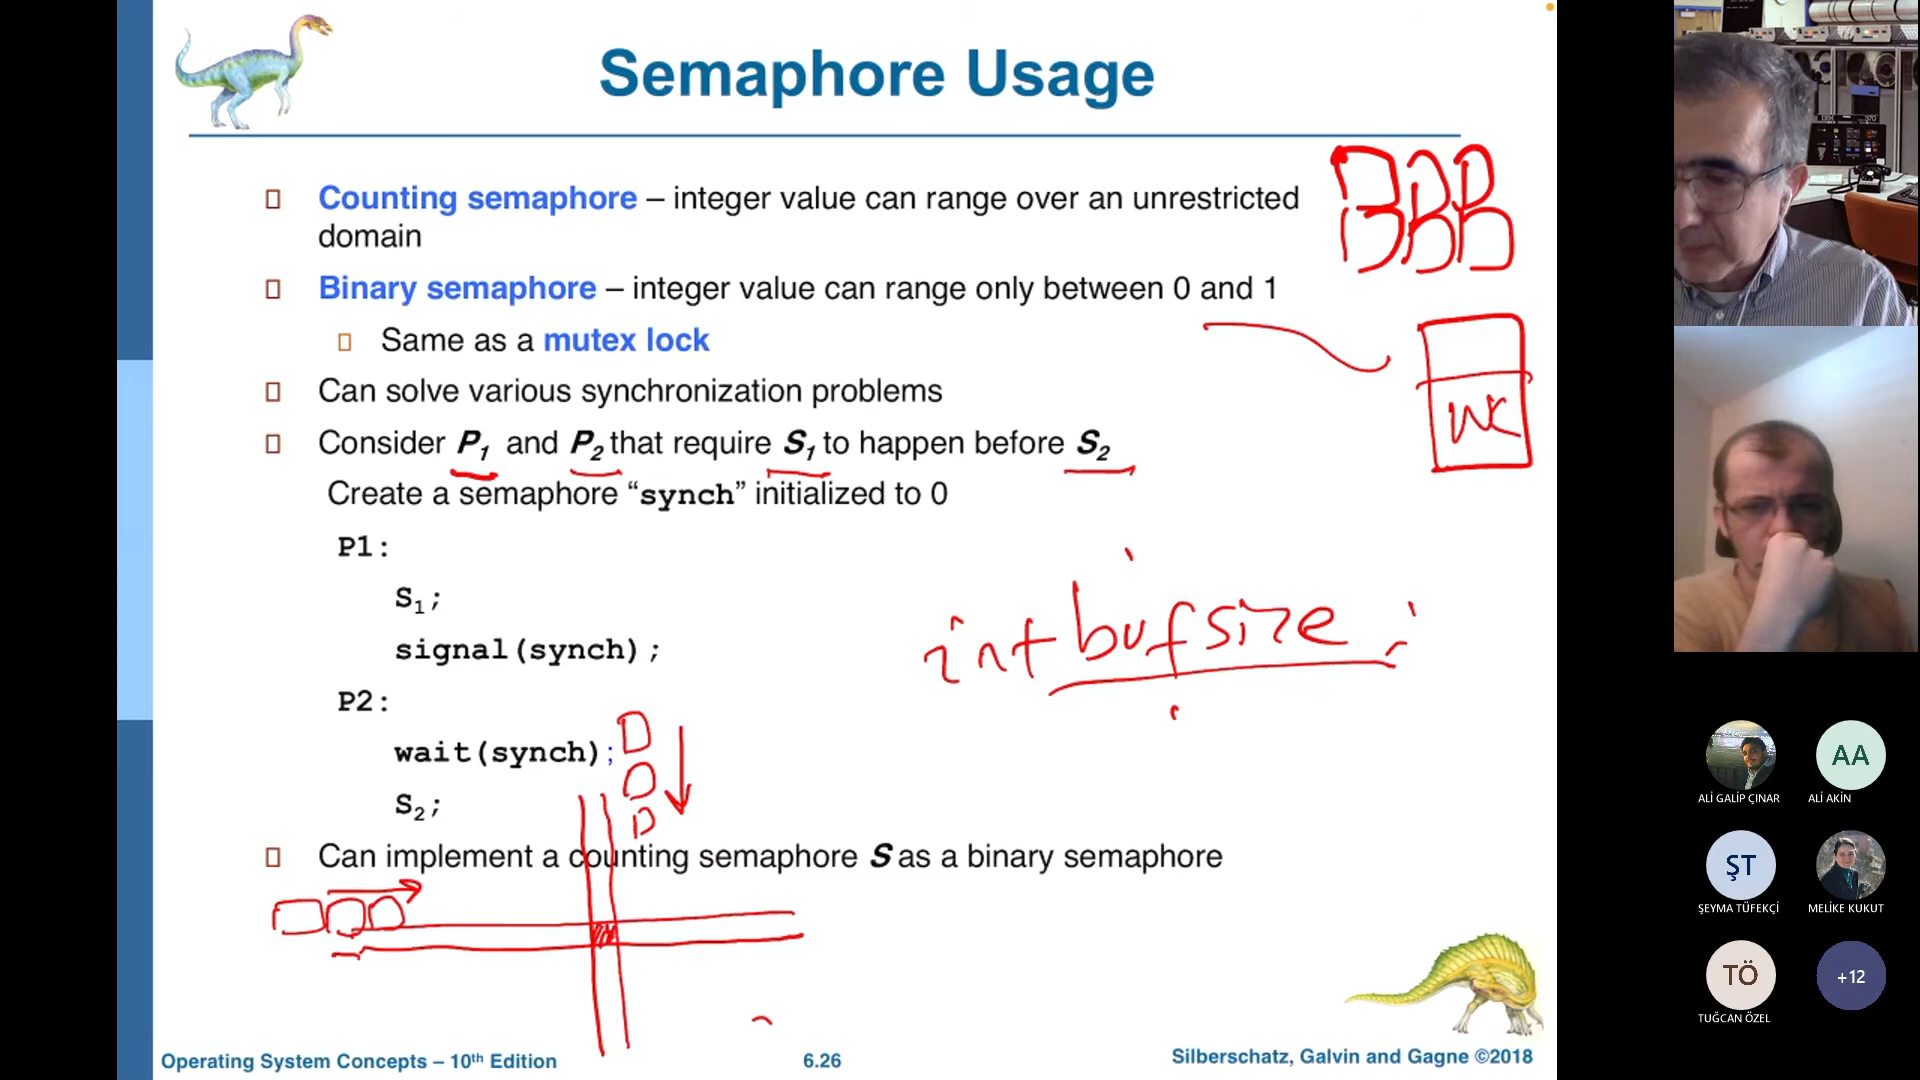 Semaphore Usage
Counting semaphore – integer value can range over an unrestricted
domain
Binary semaphore – integer value can range only between 0 and 1
Same as a mutex lock
Can solve various synchronization problems
Consider P1 and P2 that require S1 to happen before S2
Create a semaphore “synch” initialized to 0
P1:
S1;
signal(synch);
P2:
wait(synch);
S2;
Can implement a counting semaphore S as a binary semaphore
int bufsize;
WC
Operating System Concepts – 10th Edition
6.26
Silberschatz, Galvin and Gagne ©2018
AA
ALİ GALİP ÇINAR
ALİ AKİN
ŞT
ŞEYMA TÜFEKÇİ
MELİKE KUKUT
TÖ
+12
TUĞCAN ÖZEL